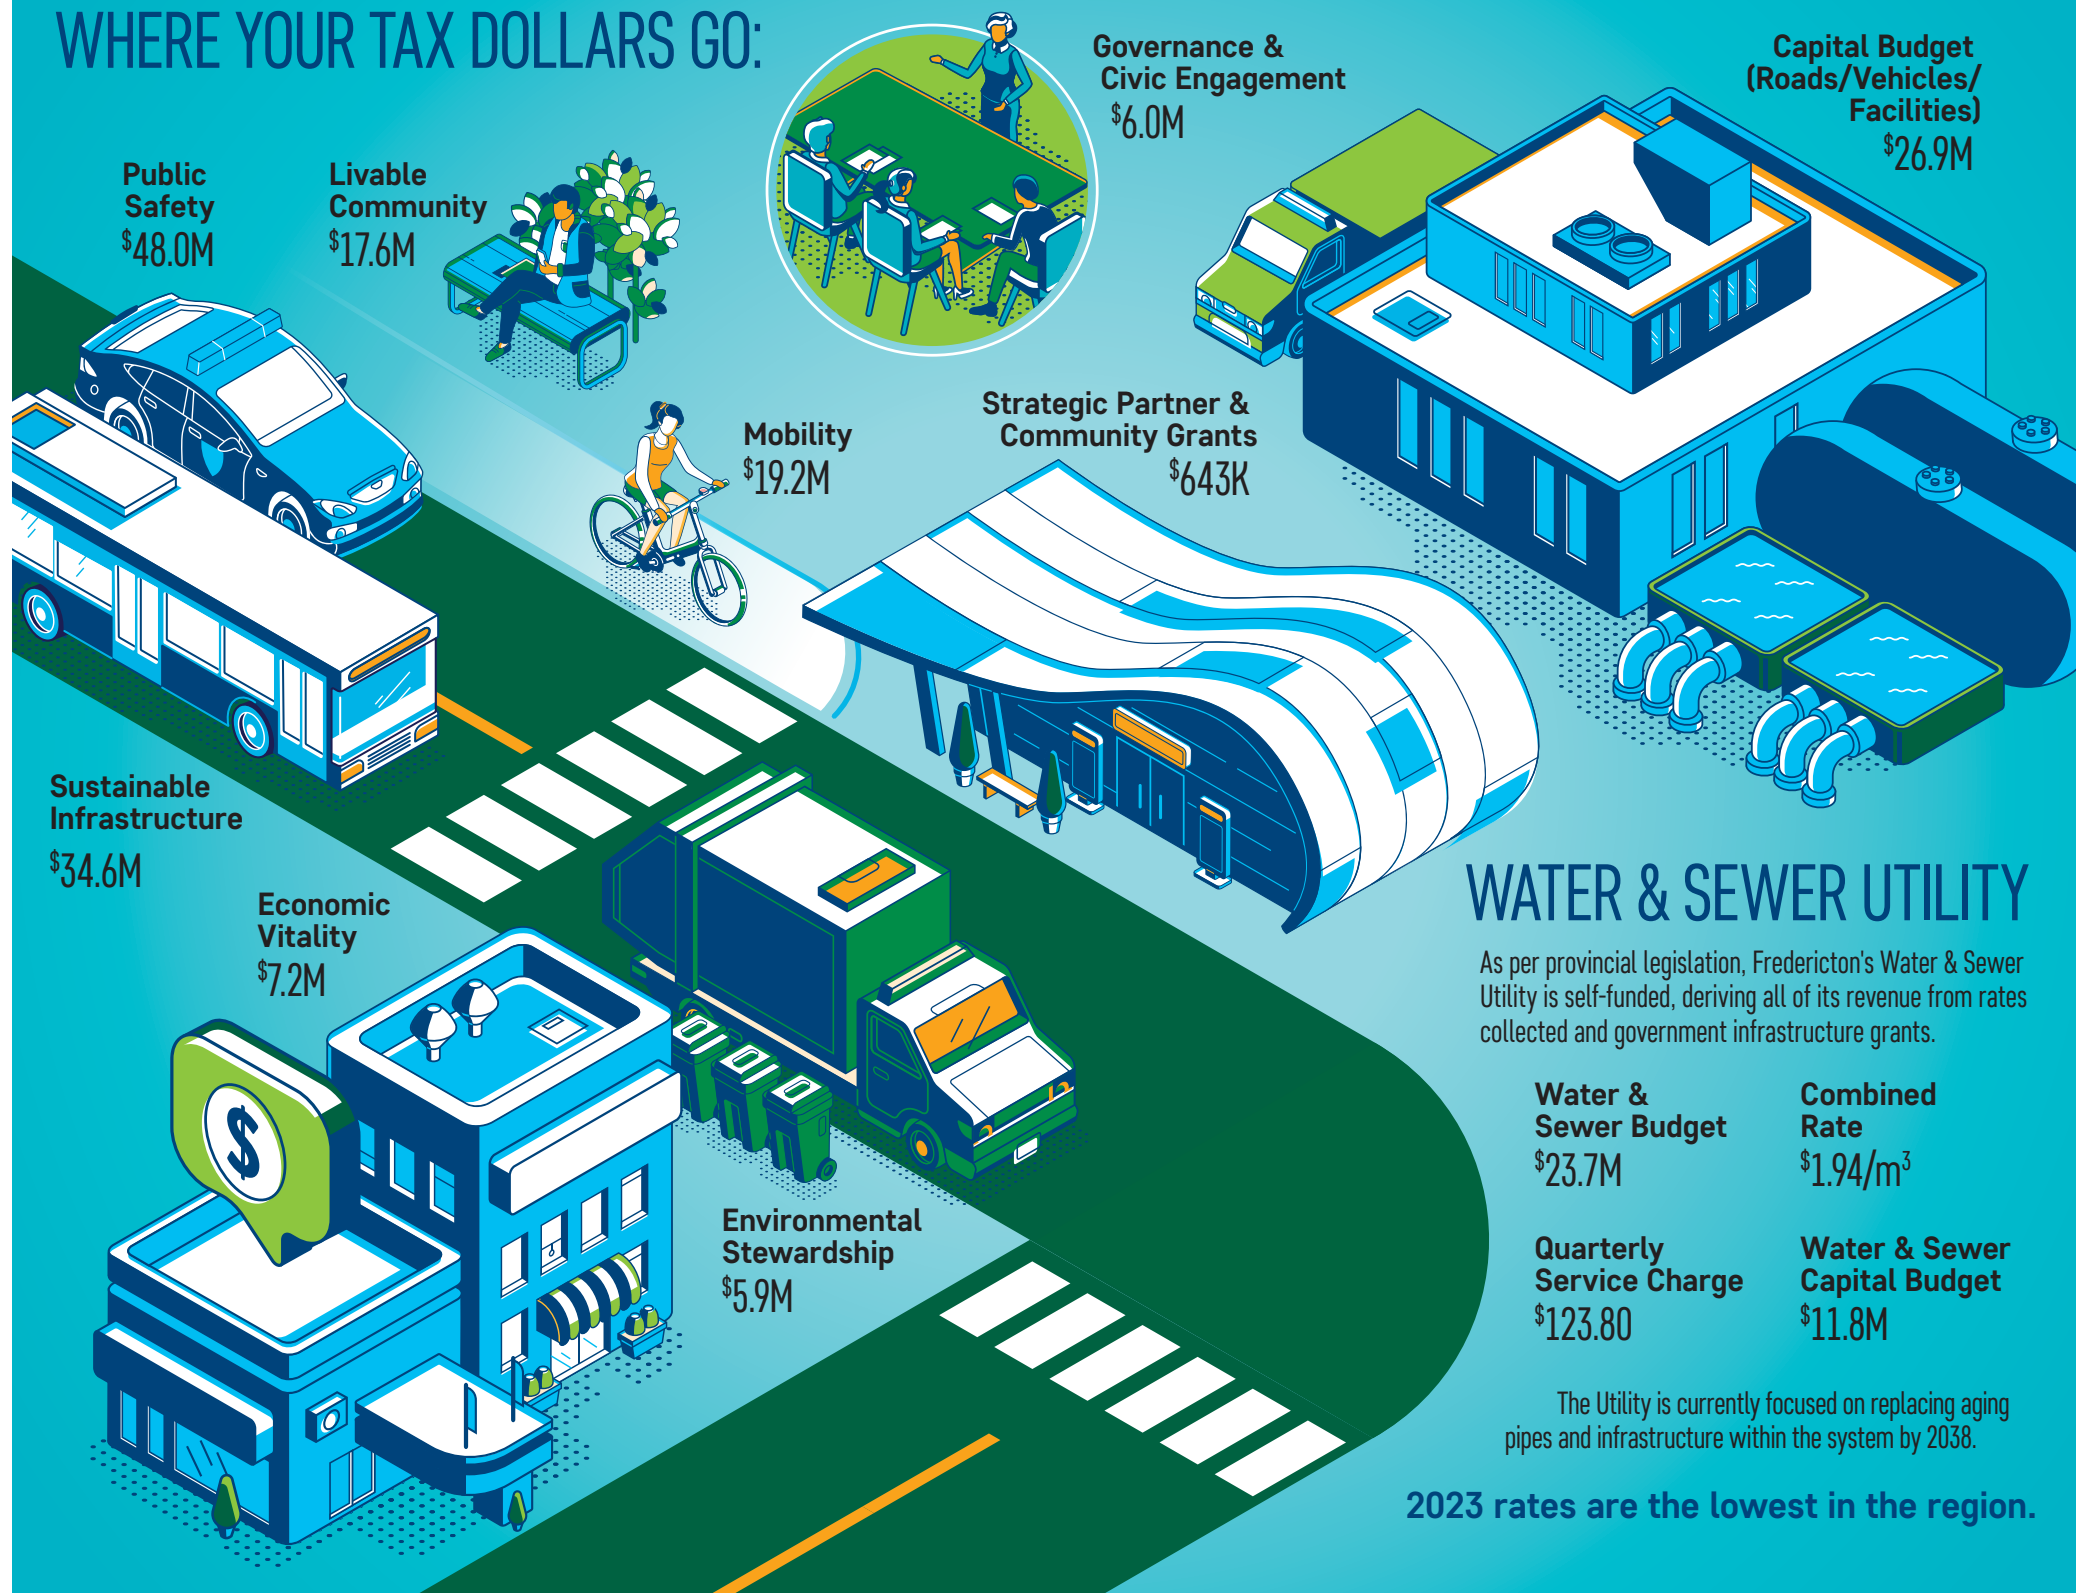 WHERE YOUR TAX DOLLARS GO:
Public
Safety
$48.0M
Livable
Community
$17.6M
Governance &
Civic Engagement
$6.0M
Capital Budget
(Roads/Vehicles/
Facilities)
$26.9M
Mobility
$19.2M
Strategic Partner &
Community Grants
$643K
Sustainable
Infrastructure
$34.6M
Economic
Vitality
$7.2M
$
Environmental
Stewardship
$5.9M
WATER & SEWER UTILITY
As per provincial legislation, Fredericton's Water & Sewer
Utility is self-funded, deriving all of its revenue from rates
collected and government infrastructure grants.
Water &
Sewer Budget
$23.7M
Combined
Rate
$1.94/m³
Quarterly
Service Charge
$123.80
Water & Sewer
Capital Budget
$11.8M
The Utility is currently focused on replacing aging
pipes and infrastructure within the system by 2038.
2023 rates are the lowest in the region.